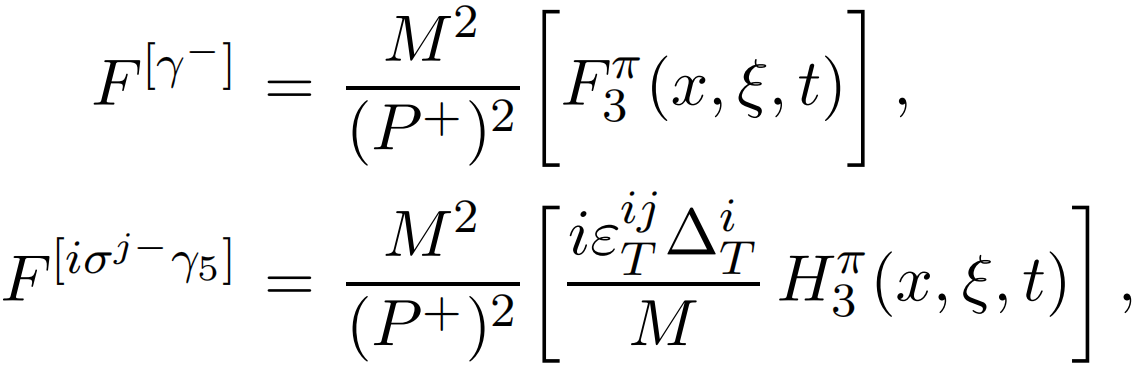 F^{[\gamma^-]} = \frac{M^2}{(P^+)^2} \left[ F_3^\pi(x, \xi, t) \right] ,
F^{[i\sigma^{j-}\gamma_5]} = \frac{M^2}{(P^+)^2} \left[ \frac{i\varepsilon_T^{ij} \Delta_T^i}{M} H_3^\pi(x, \xi, t) \right] ,